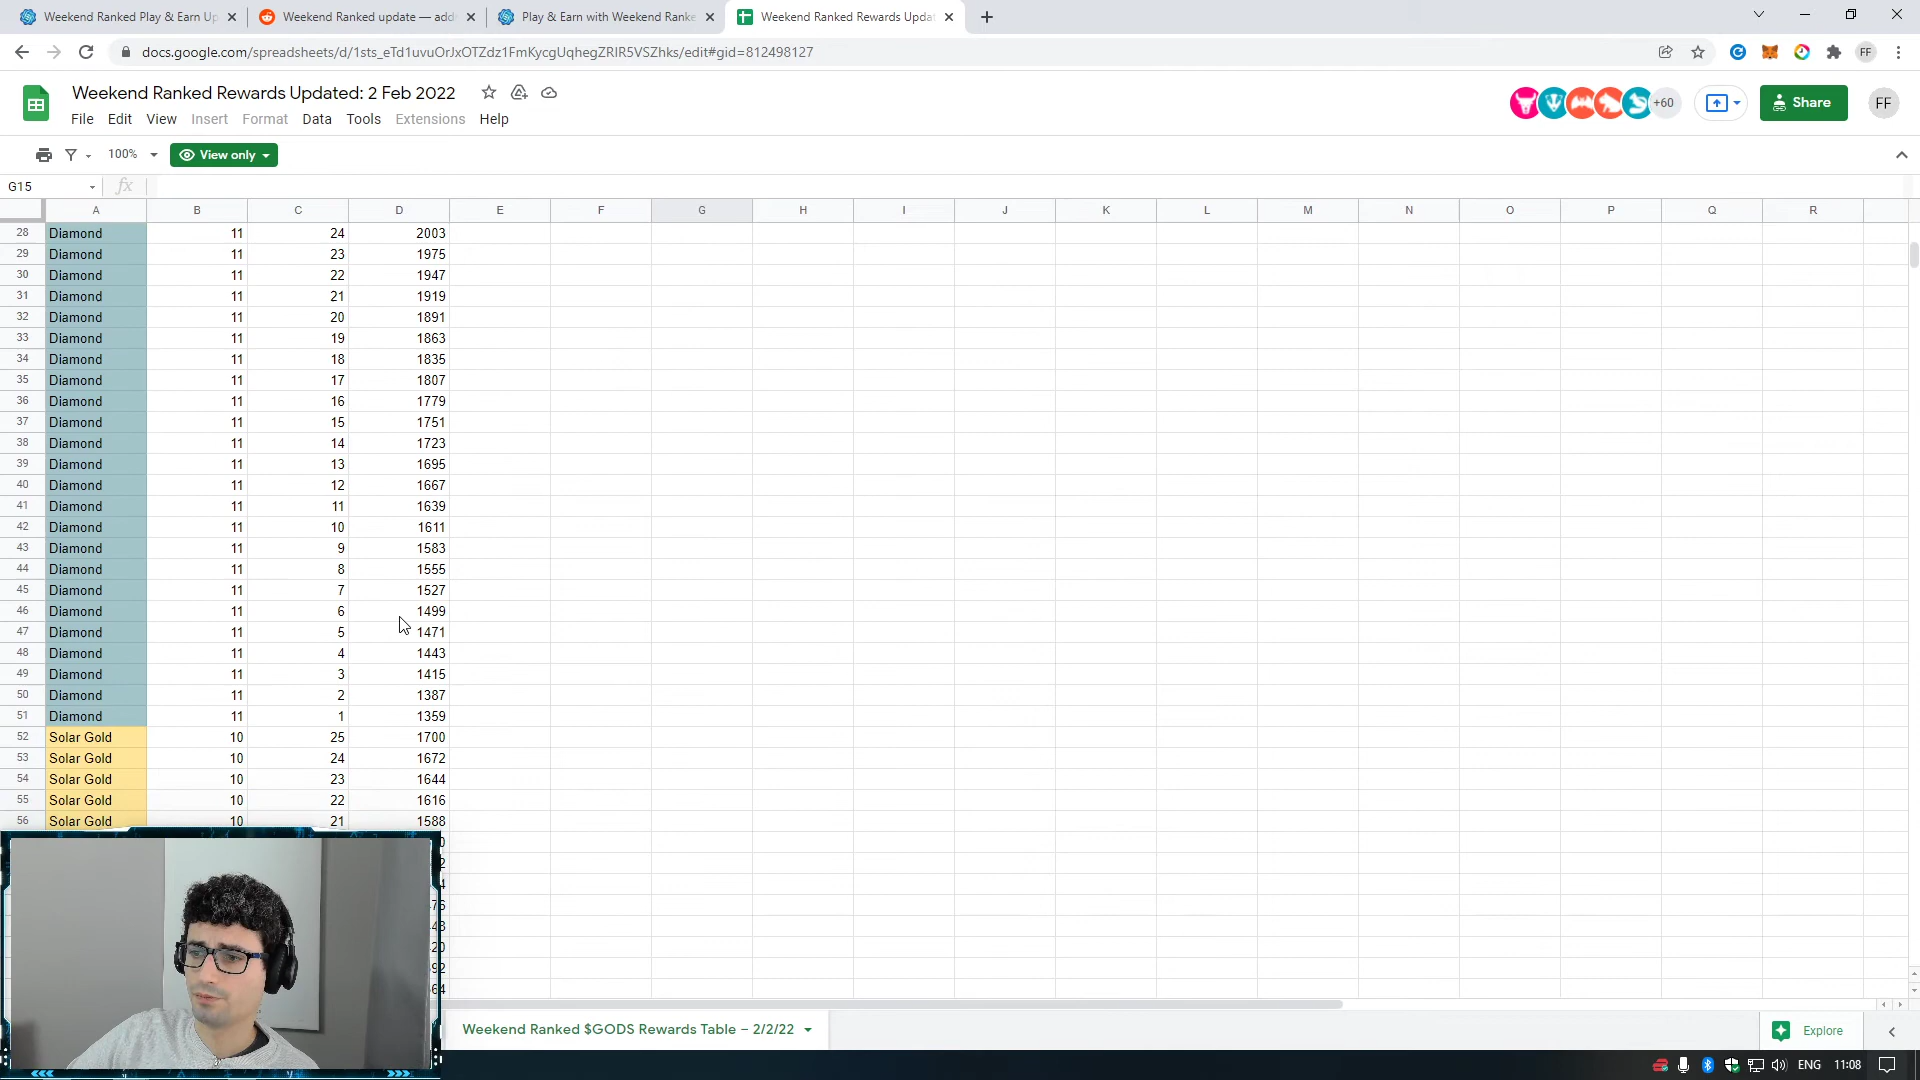 Weekend Ranked Play & Earn Up
Weekend Ranked update — add
Play & Earn with Weekend Ranke
Weekend Ranked Rewards Updat
docs.google.com/spreadsheets/d/1sts_eTd1uvuOrJxOTZdz1FmKycgUqhegZRlR5VSZhks/edit#gid=812498127
FF
Weekend Ranked Rewards Updated: 2 Feb 2022
+60
Share
FF
File Edit View Insert Format Data Tools Extensions Help
100%
View only
G15
fx
A B C D E F G H I J K L M N O P Q R
28 Diamond 11 24 2003
29 Diamond 11 23 1975
30 Diamond 11 22 1947
31 Diamond 11 21 1919
32 Diamond 11 20 1891
33 Diamond 11 19 1863
34 Diamond 11 18 1835
35 Diamond 11 17 1807
36 Diamond 11 16 1779
37 Diamond 11 15 1751
38 Diamond 11 14 1723
39 Diamond 11 13 1695
40 Diamond 11 12 1667
41 Diamond 11 11 1639
42 Diamond 11 10 1611
43 Diamond 11 9 1583
44 Diamond 11 8 1555
45 Diamond 11 7 1527
46 Diamond 11 6 1499
47 Diamond 11 5 1471
48 Diamond 11 4 1443
49 Diamond 11 3 1415
50 Diamond 11 2 1387
51 Diamond 11 1 1359
52 Solar Gold 10 25 1700
53 Solar Gold 10 24 1672
54 Solar Gold 10 23 1644
55 Solar Gold 10 22 1616
56 Solar Gold 10 21 1588
Weekend Ranked $GODS Rewards Table – 2/2/22
Explore
ENG 11:08